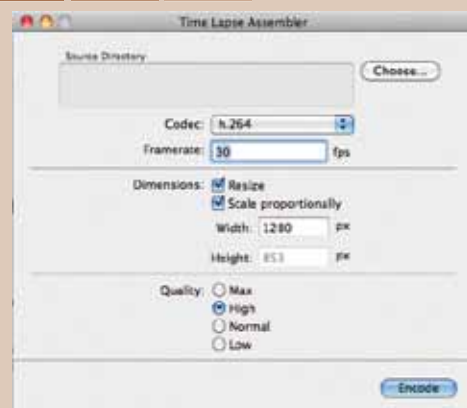 Time Lapse Assembler
Source Directory
Choose...
Codec: h.264
Framerate: 30 fps
Dimensions: Resize
Scale proportionally
Width: 1280 px
Height: 853 px
Quality: Max
High
Normal
Low
Encode